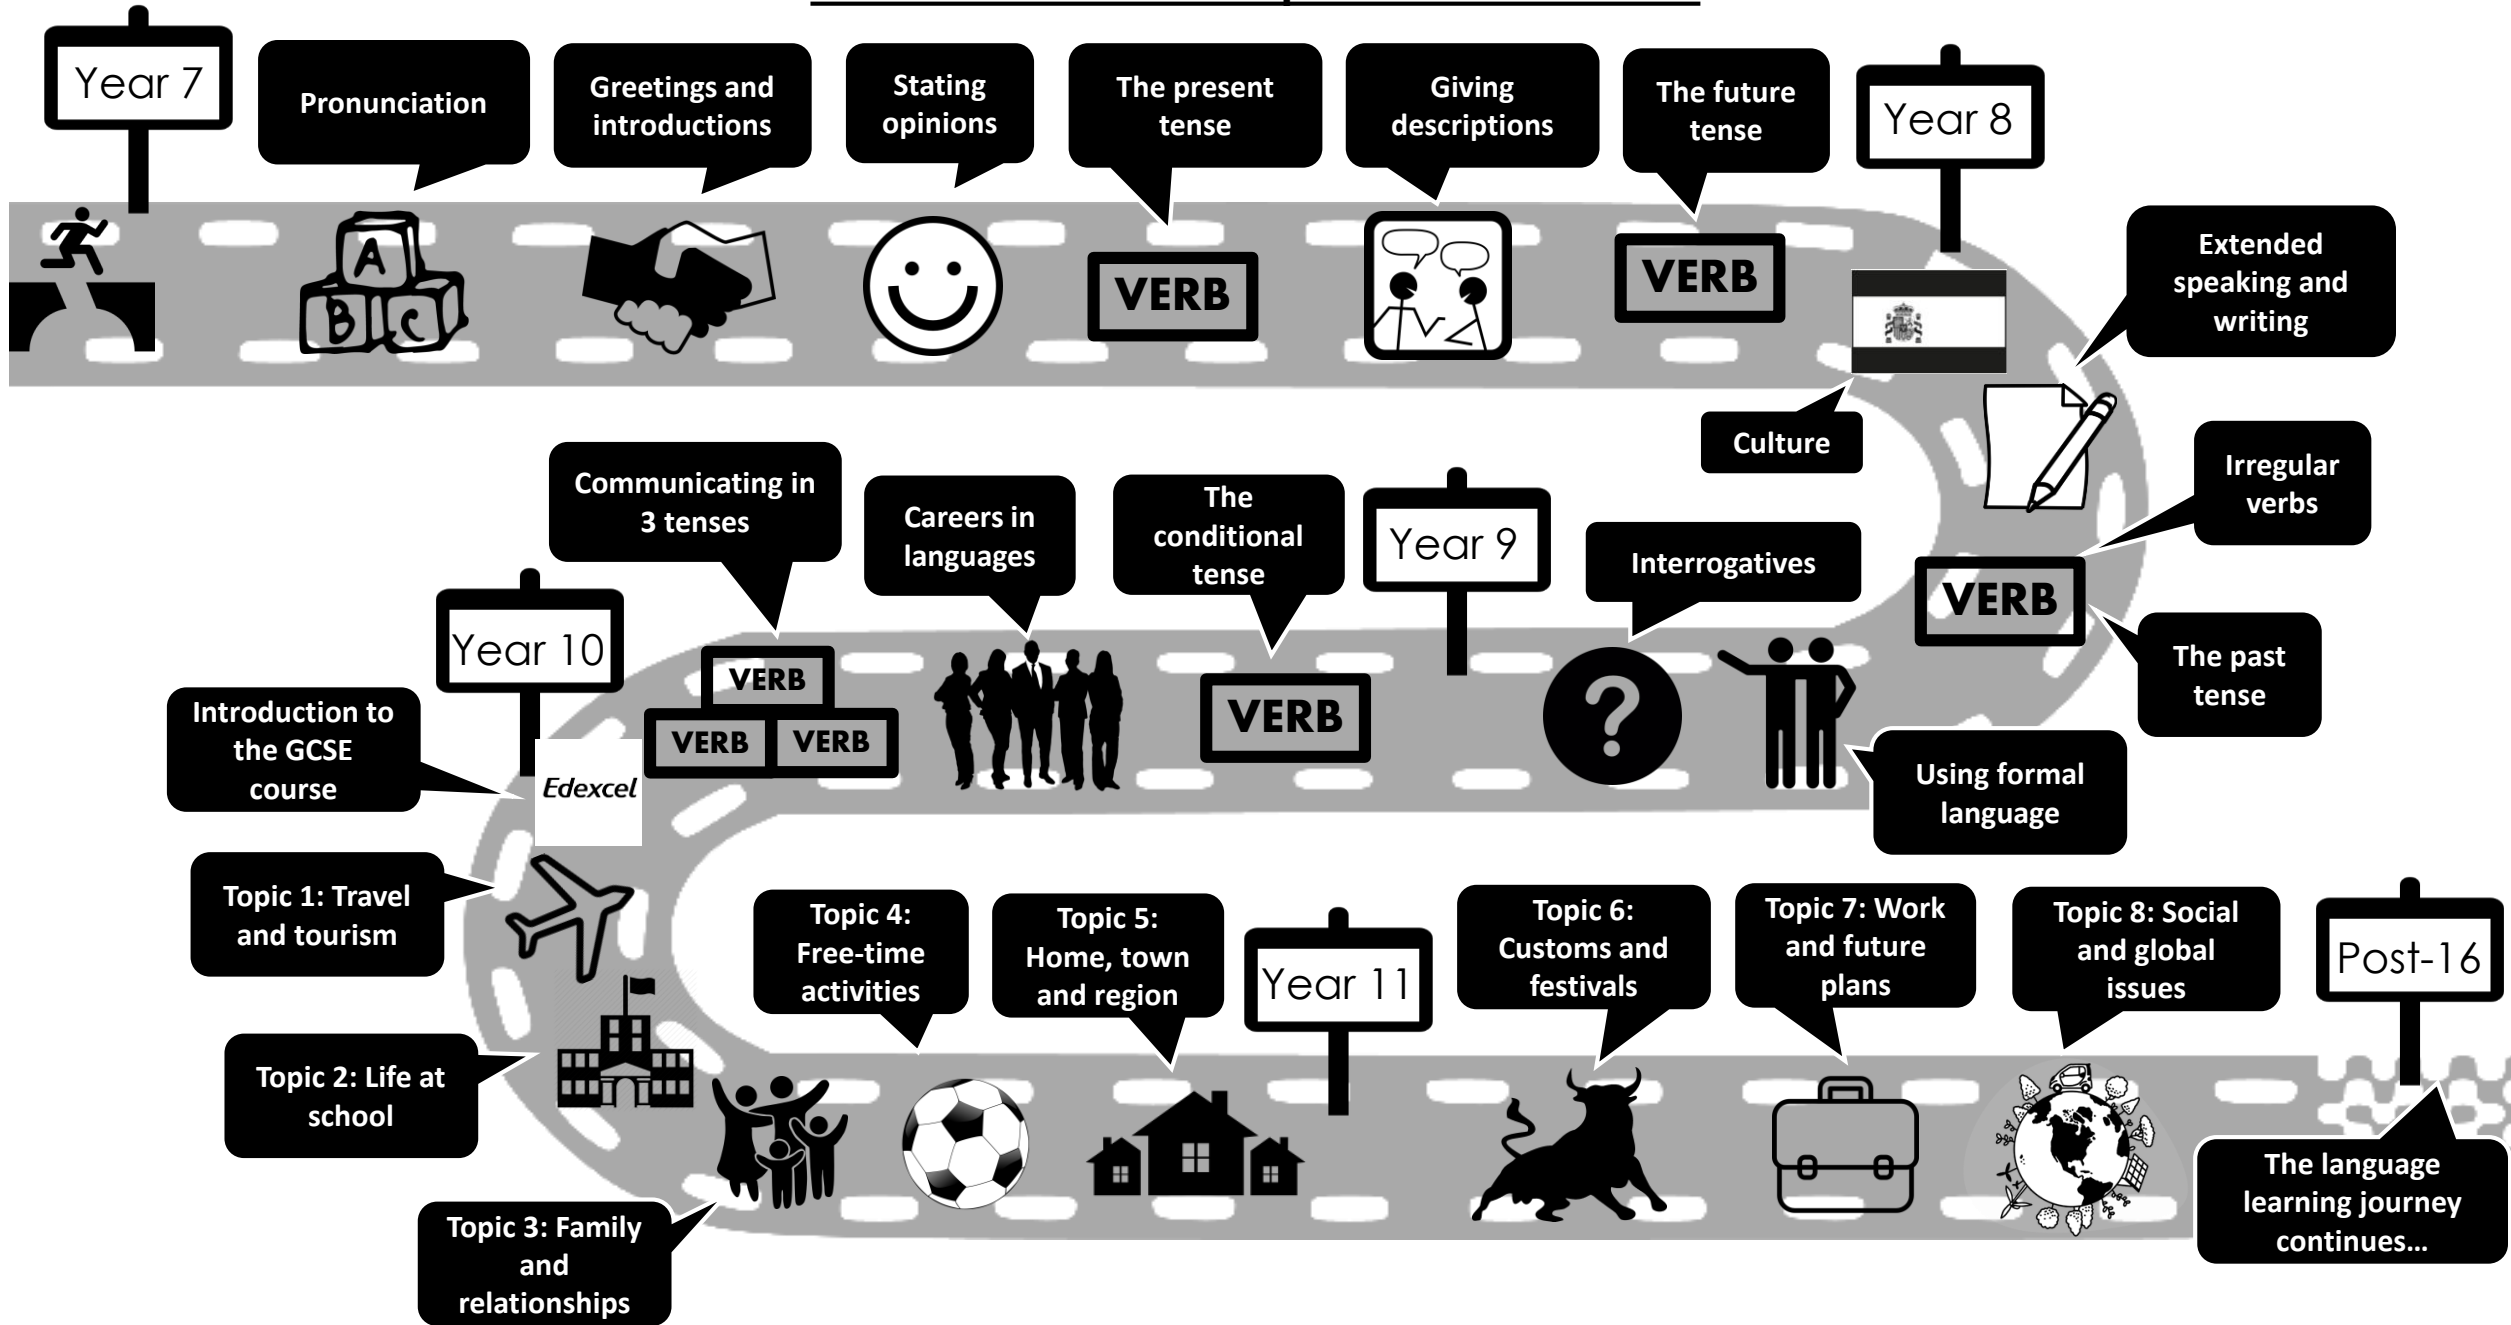 Year 7
Pronunciation
Greetings and
introductions
Stating
opinions
The present
tense
Giving
descriptions
The future
tense
Year 8
A
B
C
VERB
VERB
Culture
Extended
speaking and
writing
Irregular
verbs
VERB
The past
tense
Using formal
language
Interrogatives
?
Year 9
The
conditional
tense
VERB
Careers in
languages
Communicating in
3 tenses
VERB
VERB
VERB
Year 10
Introduction to
the GCSE
course
Edexcel
Topic 1: Travel
and tourism
Topic 2: Life at
school
Topic 3: Family
and
relationships
Topic 4:
Free-time
activities
Topic 5:
Home, town
and region
Year 11
Topic 6:
Customs and
festivals
Topic 7: Work
and future
plans
Topic 8: Social
and global
issues
Post-16
The language
learning journey
continues...